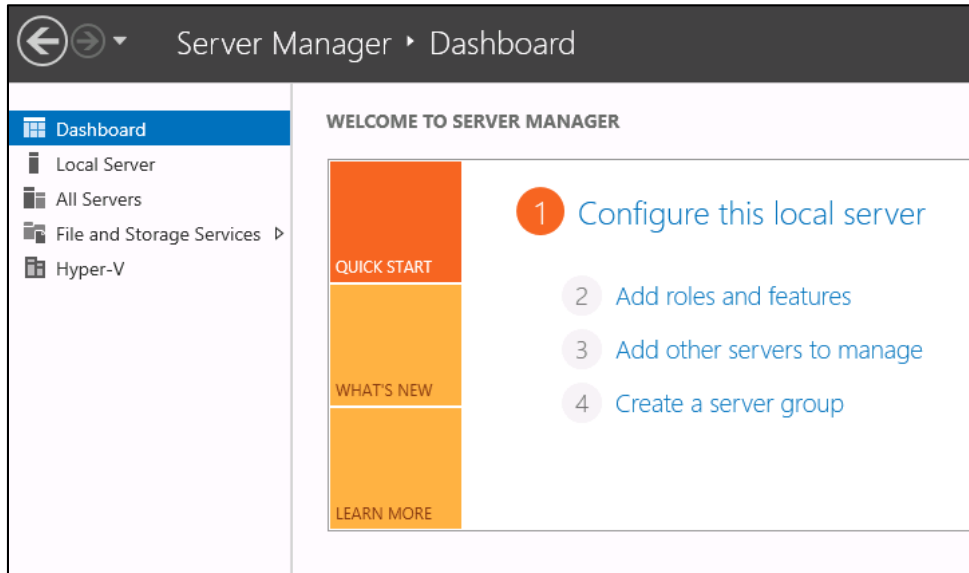 Server Manager ‣ Dashboard
Dashboard
Local Server
All Servers
File and Storage Services
Hyper-V
WELCOME TO SERVER MANAGER
QUICK START
WHAT'S NEW
LEARN MORE
1 Configure this local server
2 Add roles and features
3 Add other servers to manage
4 Create a server group